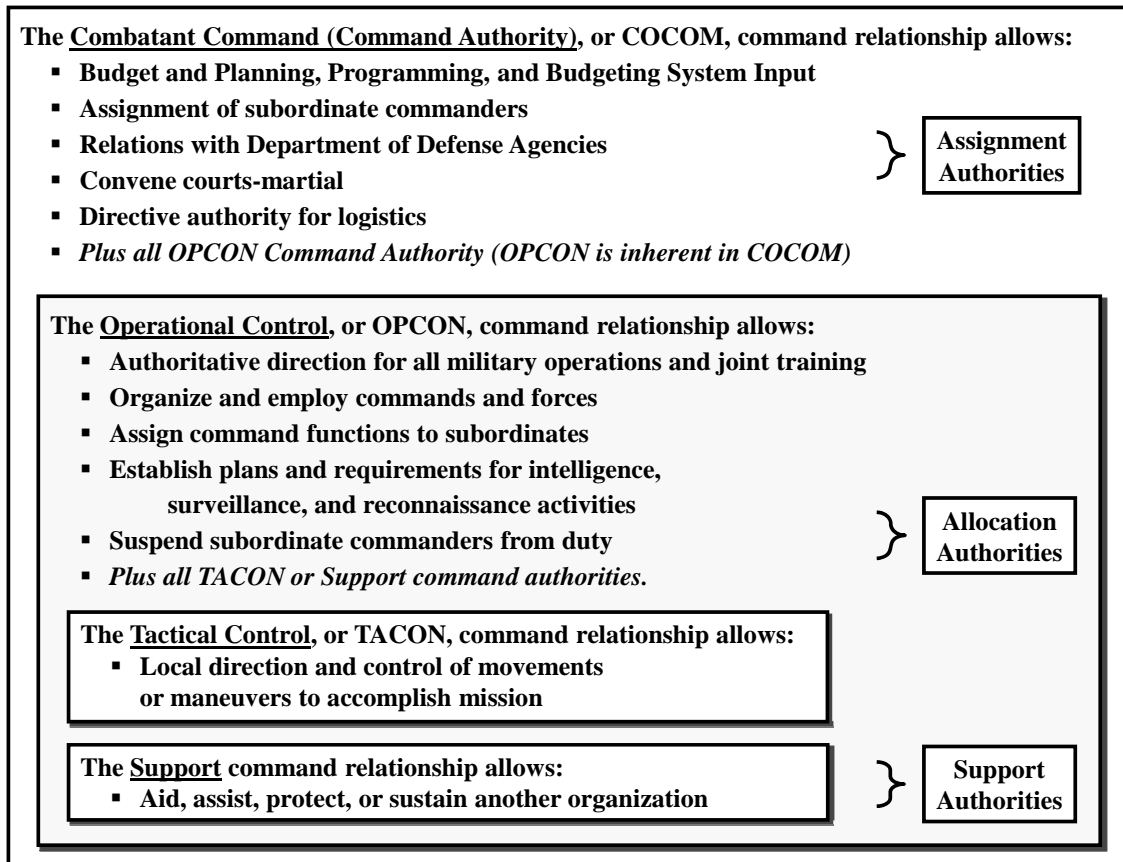 The Combatant Command (Command Authority), or COCOM, command relationship allows:
▪ Budget and Planning, Programming, and Budgeting System Input
▪ Assignment of subordinate commanders
▪ Relations with Department of Defense Agencies
▪ Convene courts-martial
▪ Directive authority for logistics
▪ Plus all OPCON Command Authority (OPCON is inherent in COCOM)
Assignment
Authorities
The Operational Control, or OPCON, command relationship allows:
▪ Authoritative direction for all military operations and joint training
▪ Organize and employ commands and forces
▪ Assign command functions to subordinates
▪ Establish plans and requirements for intelligence,
surveillance, and reconnaissance activities
▪ Suspend subordinate commanders from duty
▪ Plus all TACON or Support command authorities.
Allocation
Authorities
The Tactical Control, or TACON, command relationship allows:
▪ Local direction and control of movements
or maneuvers to accomplish mission
The Support command relationship allows:
▪ Aid, assist, protect, or sustain another organization
Support
Authorities